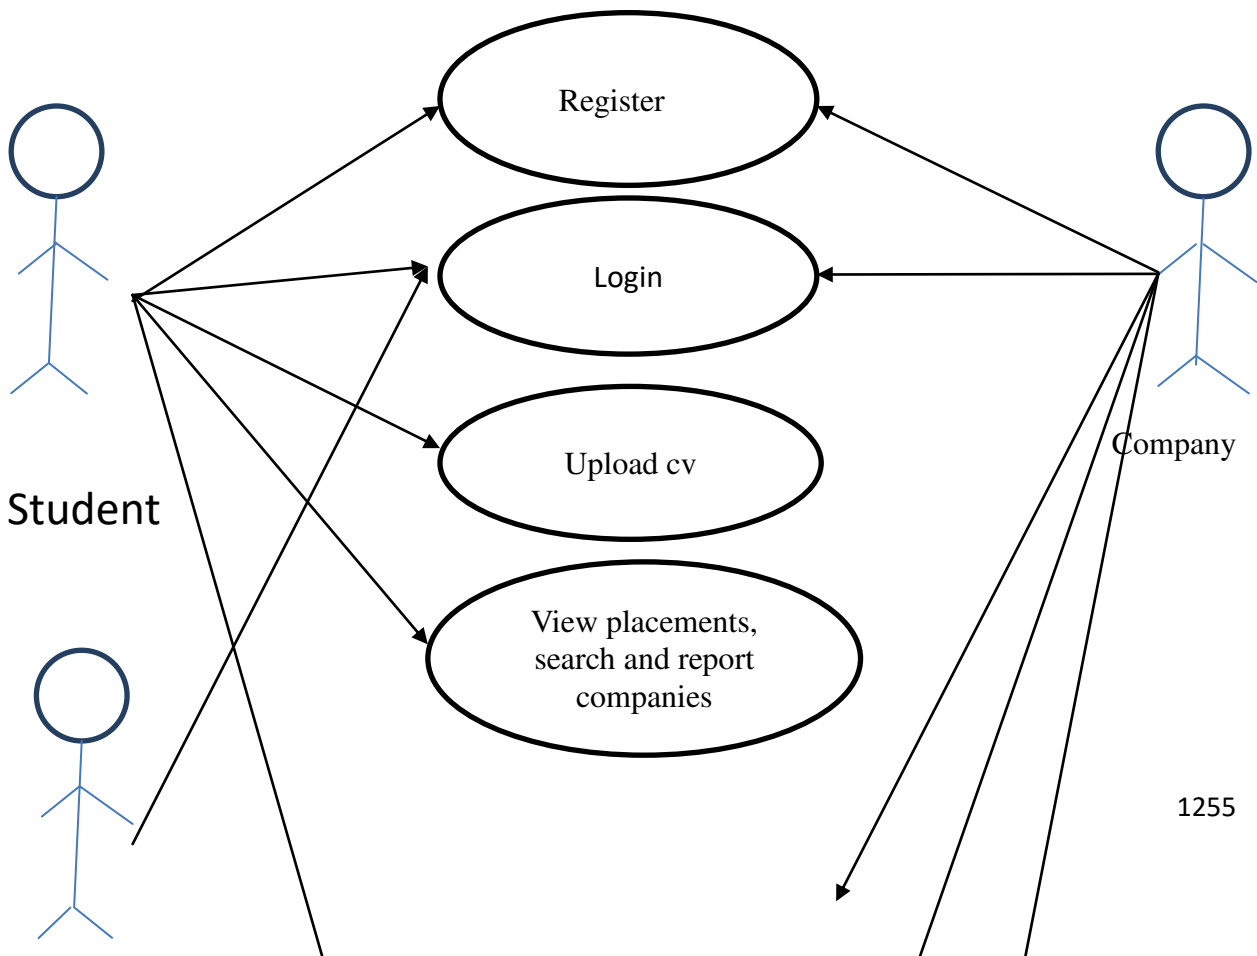 Register
Login
Upload cv
Company
Student
View placements,
search and report
companies
1255